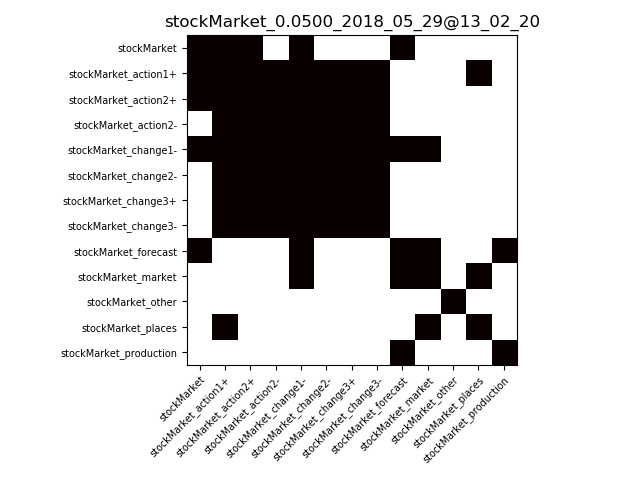 stockMarket_0.0500_2018_05_29@13_02_20
stockMarket
stockMarket_action1+
stockMarket_action2+
stockMarket_action2-
stockMarket_change1-
stockMarket_change2-
stockMarket_change3+
stockMarket_change3-
stockMarket_forecast
stockMarket_market
stockMarket_other
stockMarket_places
stockMarket_production
stockMarket
stockMarket_action1+
stockMarket_action2+
stockMarket_action2-
stockMarket_change1-
stockMarket_change2-
stockMarket_change3+
stockMarket_change3-
stockMarket_forecast
stockMarket_market
stockMarket_other
stockMarket_places
stockMarket_production